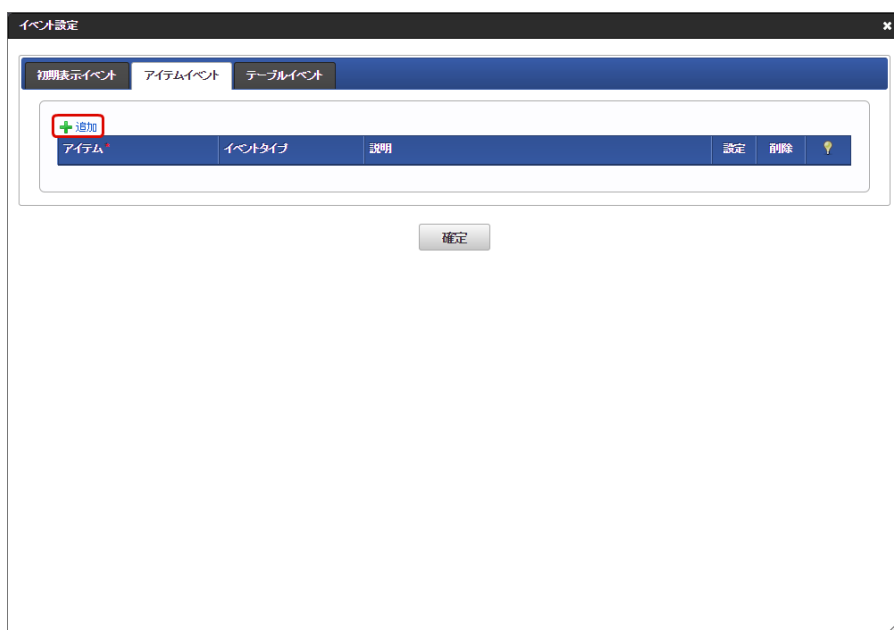 イベント設定
初期表示イベント アイテムイベント テーブルイベント
追加
アイテム* イベントタイプ 説明 設定 削除
確定